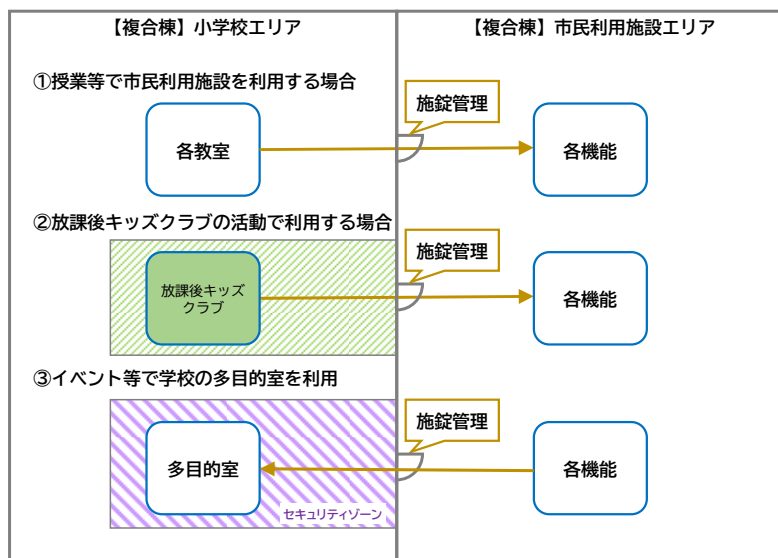 【複合棟】小学校エリア
【複合棟】市民利用施設エリア
①授業等で市民利用施設を利用する場合
施錠管理
各教室
各機能
②放課後キッズクラブの活動で利用する場合
施錠管理
放課後キッズ
クラブ
各機能
③イベント等で学校の多目的室を利用
施錠管理
多目的室
各機能
セキュリティゾーン